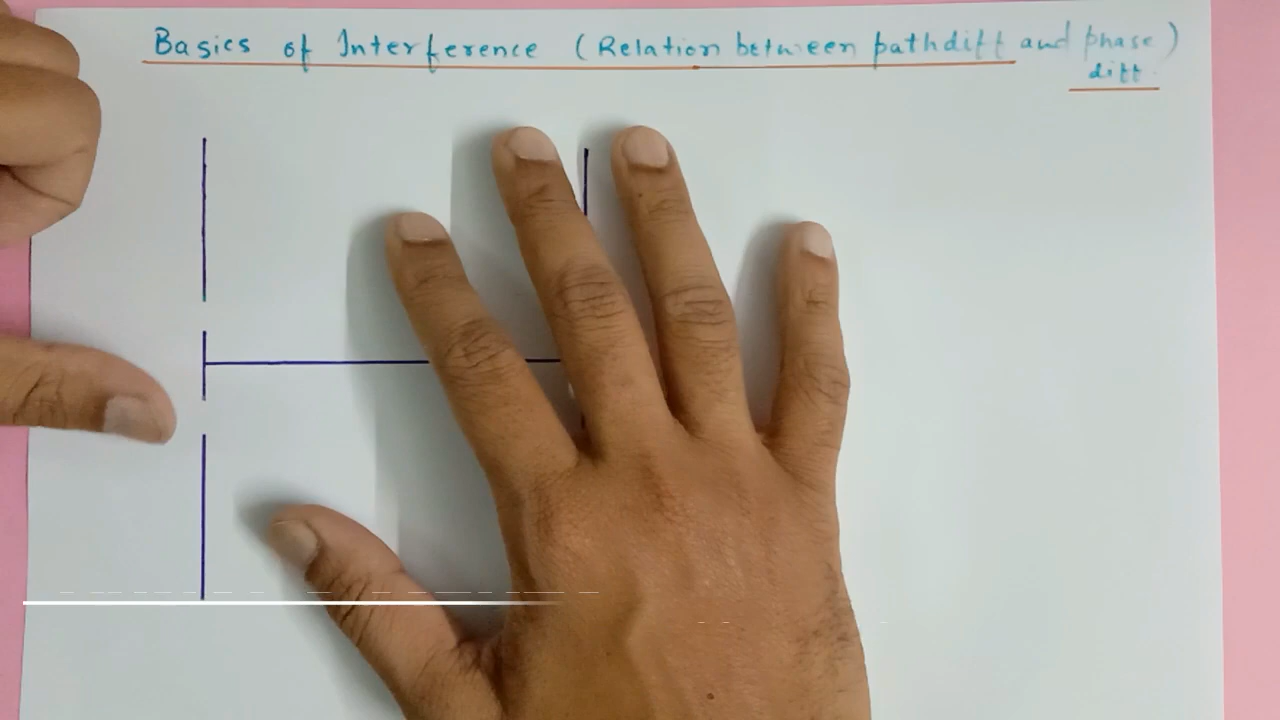 Basics of Interference (Relation between pathdiff and phase)
diff